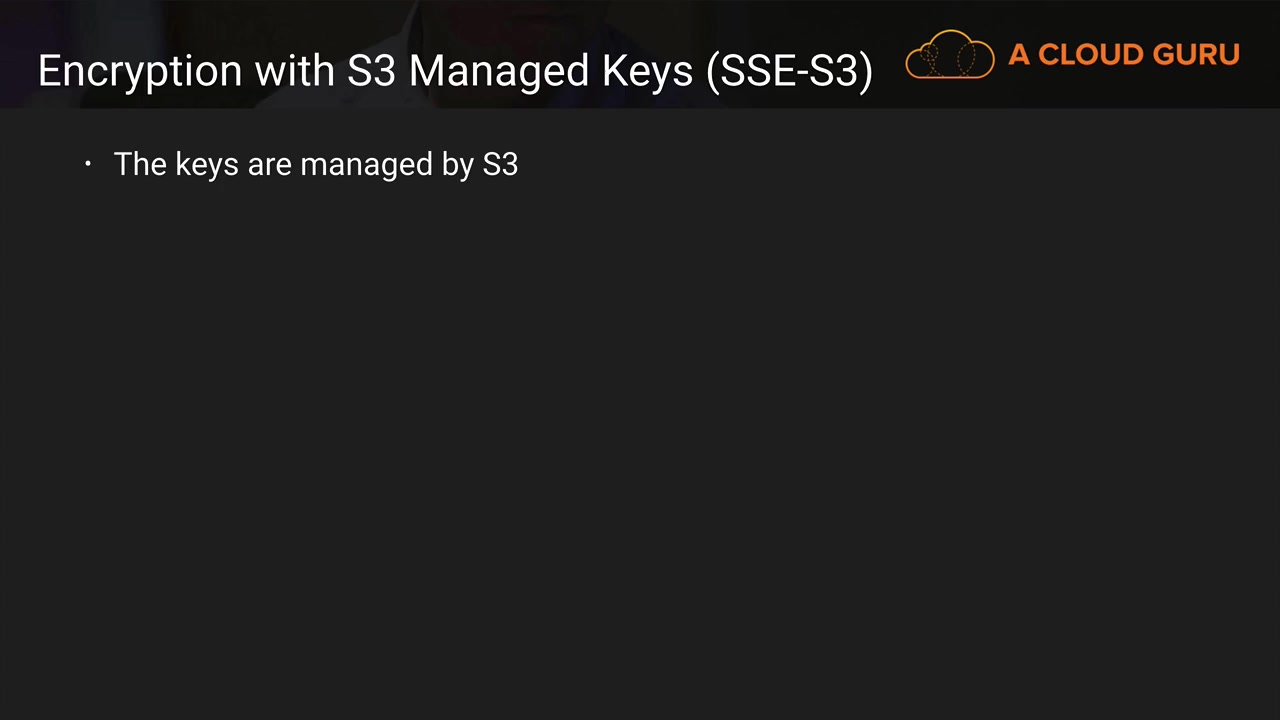 Encryption with S3 Managed Keys (SSE-S3)
A CLOUD GURU
· The keys are managed by S3